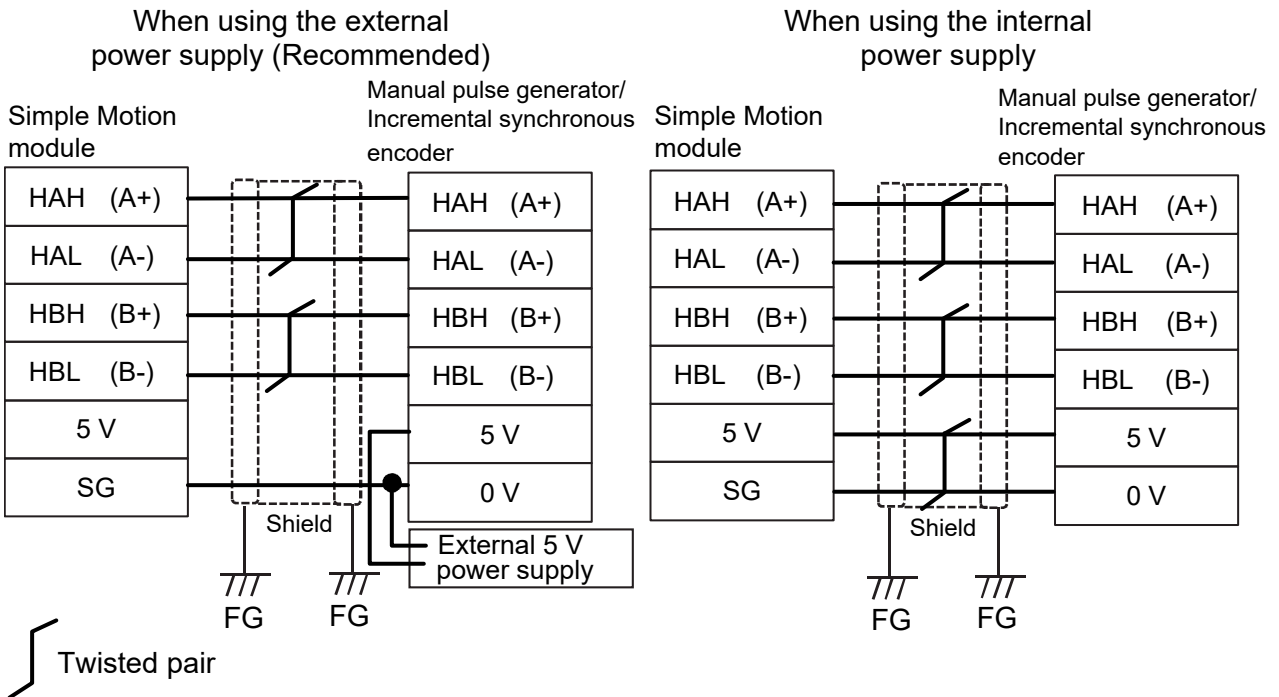 When using the external
power supply (Recommended)
Simple Motion
module
Manual pulse generator/
Incremental synchronous
encoder
HAH (A+)
HAL (A-)
HBH (B+)
HBL (B-)
5 V
SG
HAH (A+)
HAL (A-)
HBH (B+)
HBL (B-)
5 V
0 V
Shield
External 5 V
power supply
FG
FG
Twisted pair
When using the internal
power supply
Simple Motion
module
Manual pulse generator/
Incremental synchronous
encoder
HAH (A+)
HAL (A-)
HBH (B+)
HBL (B-)
5 V
SG
HAH (A+)
HAL (A-)
HBH (B+)
HBL (B-)
5 V
0 V
Shield
FG
FG